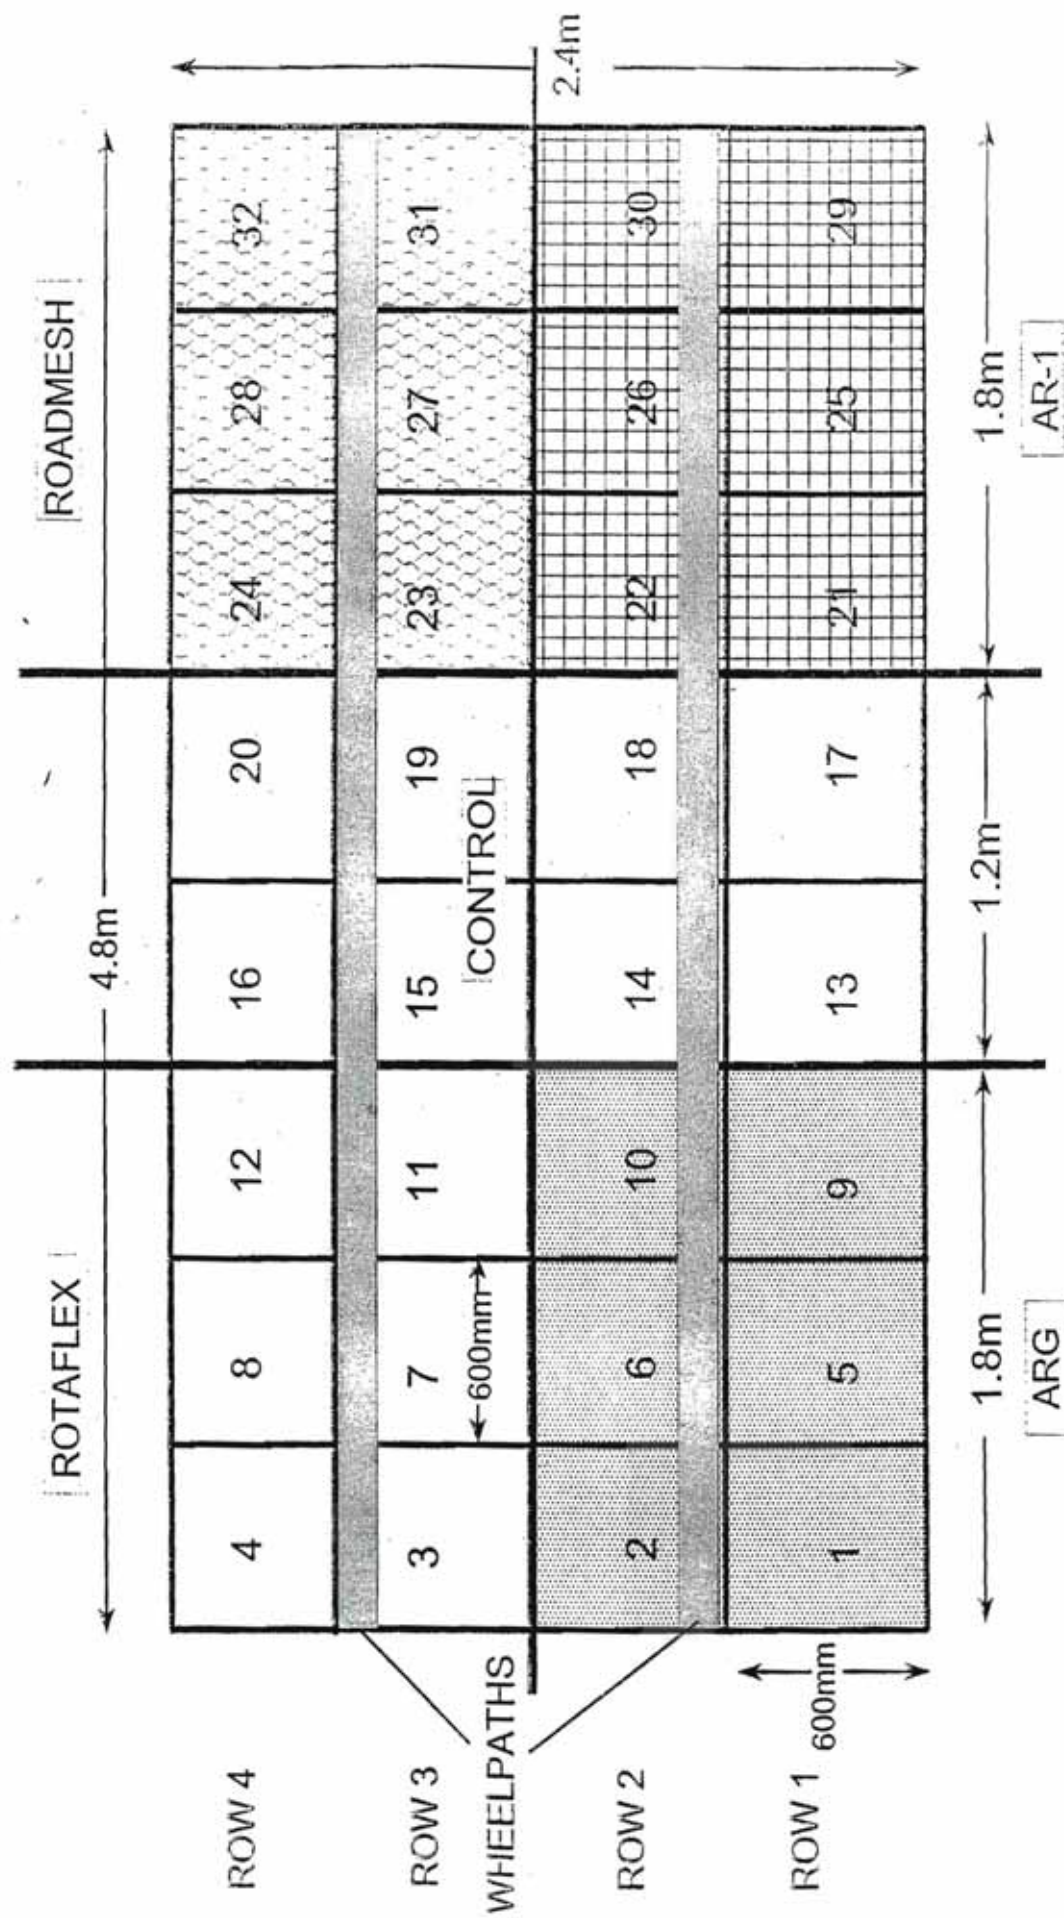 ROTAFLEX
ROADMESH
4.8m
ROW 4
4
8
12
16
20
24
28
32
2.4m
ROW 3
3
7
11
15
19
23
27
31
600mm
CONTROL
WHEELPATHS
ROW 2
2
6
10
14
18
22
26
30
ROW 1
1
5
9
13
17
21
25
29
600mm
1.8m
1.2m
1.8m
ARG
AR-1